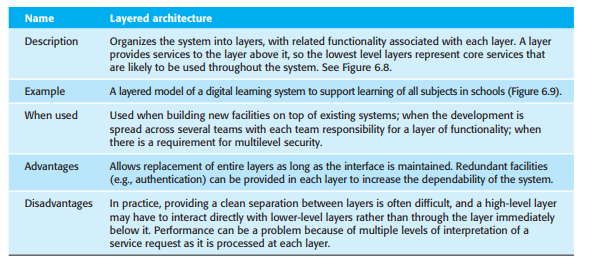 Name Layered architecture
Description Organizes the system into layers, with related functionality associated with each layer. A layer
provides services to the layer above it, so the lowest level layers represent core services that
are likely to be used throughout the system. See Figure 6.8.
Example A layered model of a digital learning system to support learning of all subjects in schools (Figure 6.9).
When used Used when building new facilities on top of existing systems; when the development is
spread across several teams with each team responsibility for a layer of functionality; when
there is a requirement for multilevel security.
Advantages Allows replacement of entire layers as long as the interface is maintained. Redundant facilities
(e.g., authentication) can be provided in each layer to increase the dependability of the system.
Disadvantages In practice, providing a clean separation between layers is often difficult, and a high-level layer
may have to interact directly with lower-level layers rather than through the layer immediately
below it. Performance can be a problem because of multiple levels of interpretation of a
service request as it is processed at each layer.